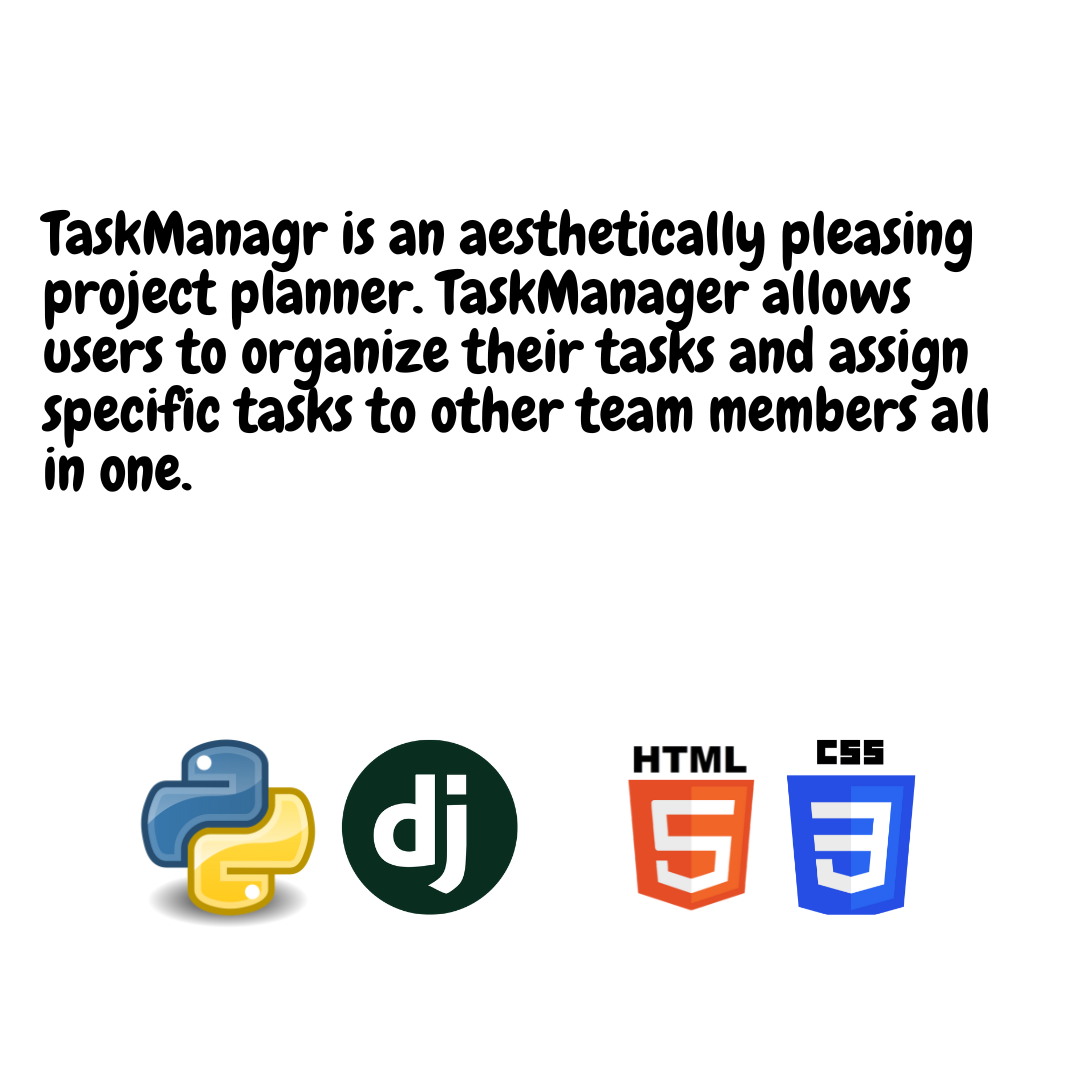 TaskManagr is an aesthetically pleasing
project planner. TaskManager allows
users to organize their tasks and assign
specific tasks to other team members all
in one.
dj
HTML
5
CSS
3